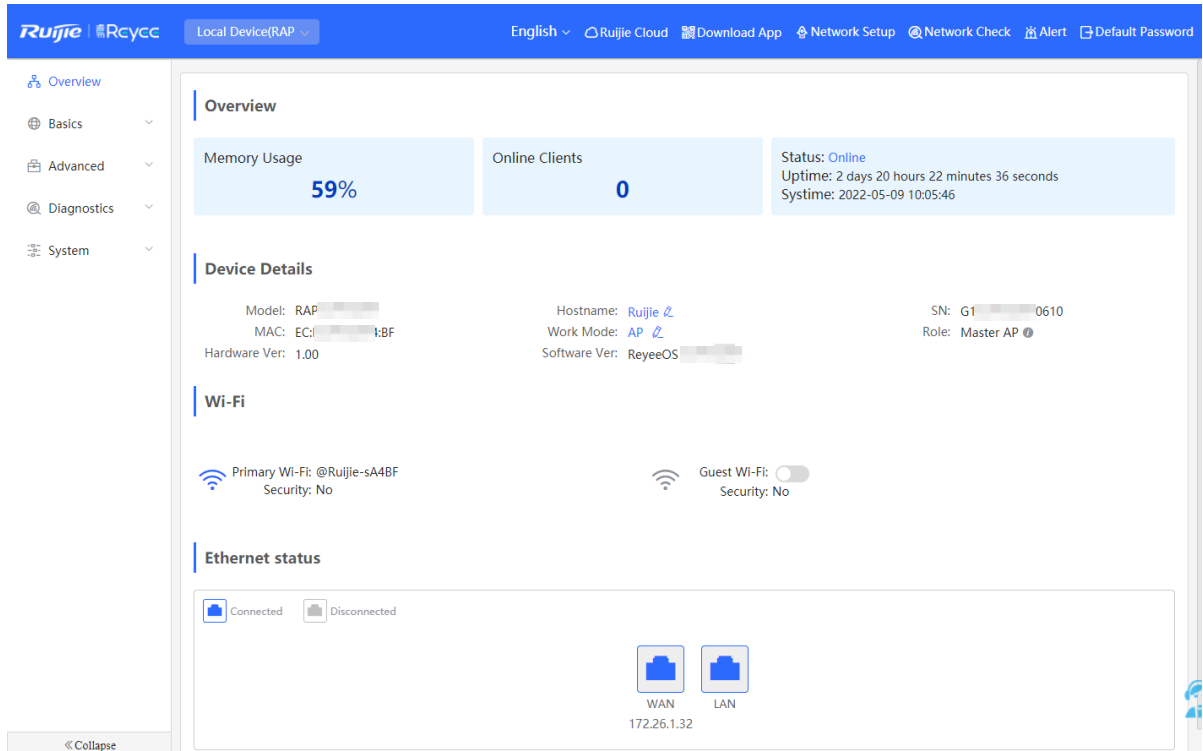 Ruijie Rcycc Local Device(RAP English Ruijie Cloud Download App Network Setup Network Check Alert Default Password
Overview
Basics
Advanced
Diagnostics
System
Collapse
Overview
Memory Usage
59%
Online Clients
0
Status: Online
Uptime: 2 days 20 hours 22 minutes 36 seconds
Systime: 2022-05-09 10:05:46
Device Details
Model: RAP Hostname: Ruijie SN: G1 0610
MAC: EC: :BF Work Mode: AP Role: Master AP
Hardware Ver: 1.00 Software Ver: ReyeeOS
Wi-Fi
Primary Wi-Fi: @Ruijie-sA4BF
Security: No
Guest Wi-Fi:
Security: No
Ethernet status
Connected Disconnected
WAN LAN
172.26.1.32